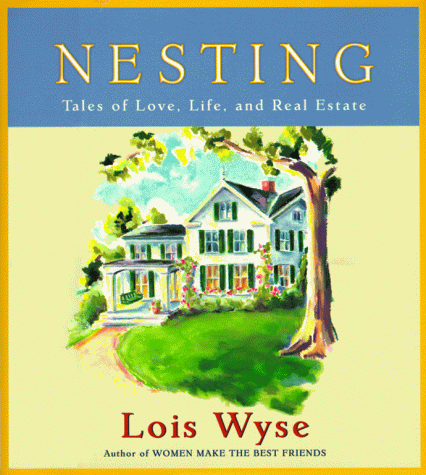 NESTING
Tales of Love, Life, and Real Estate
Lois Wyse
Author of WOMEN MAKE THE BEST FRIENDS